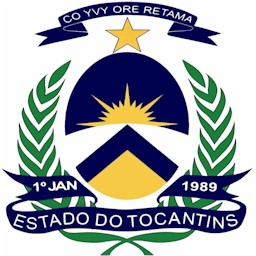 CO YVY ORE RETAMA
1º JAN 1989
ESTADO DO TOCANTINS